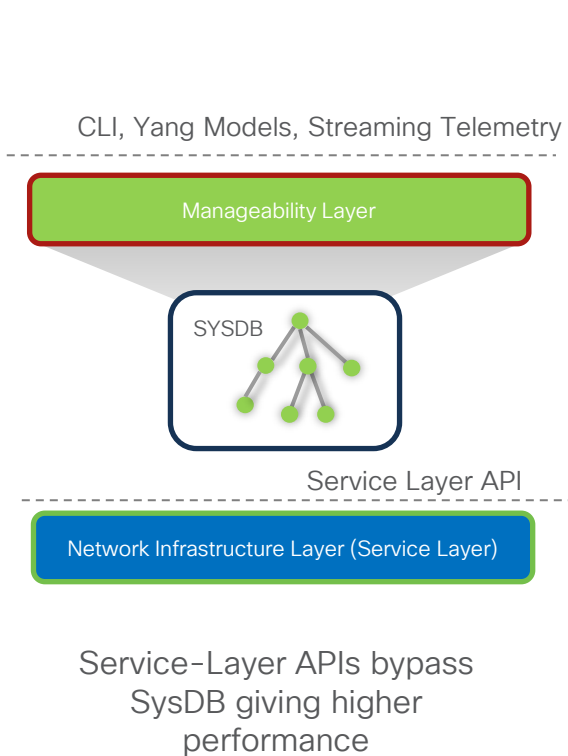 CLI, Yang Models, Streaming Telemetry
Manageability Layer
SYSDB
Service Layer API
Network Infrastructure Layer (Service Layer)
Service-Layer APIs bypass
SysDB giving higher
performance